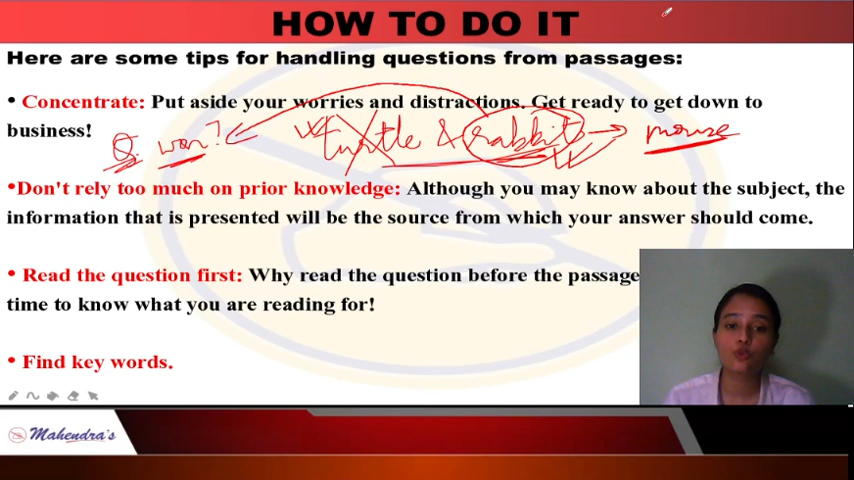 HOW TO DO IT
Here are some tips for handling questions from passages:
• Concentrate: Put aside your worries and distractions. Get ready to get down to
business!
Q. won? turtle & rabbits → mouse
•Don't rely too much on prior knowledge: Although you may know about the subject, the
information that is presented will be the source from which your answer should come.
• Read the question first: Why read the question before the passage
time to know what you are reading for!
• Find key words.
Mahendra's